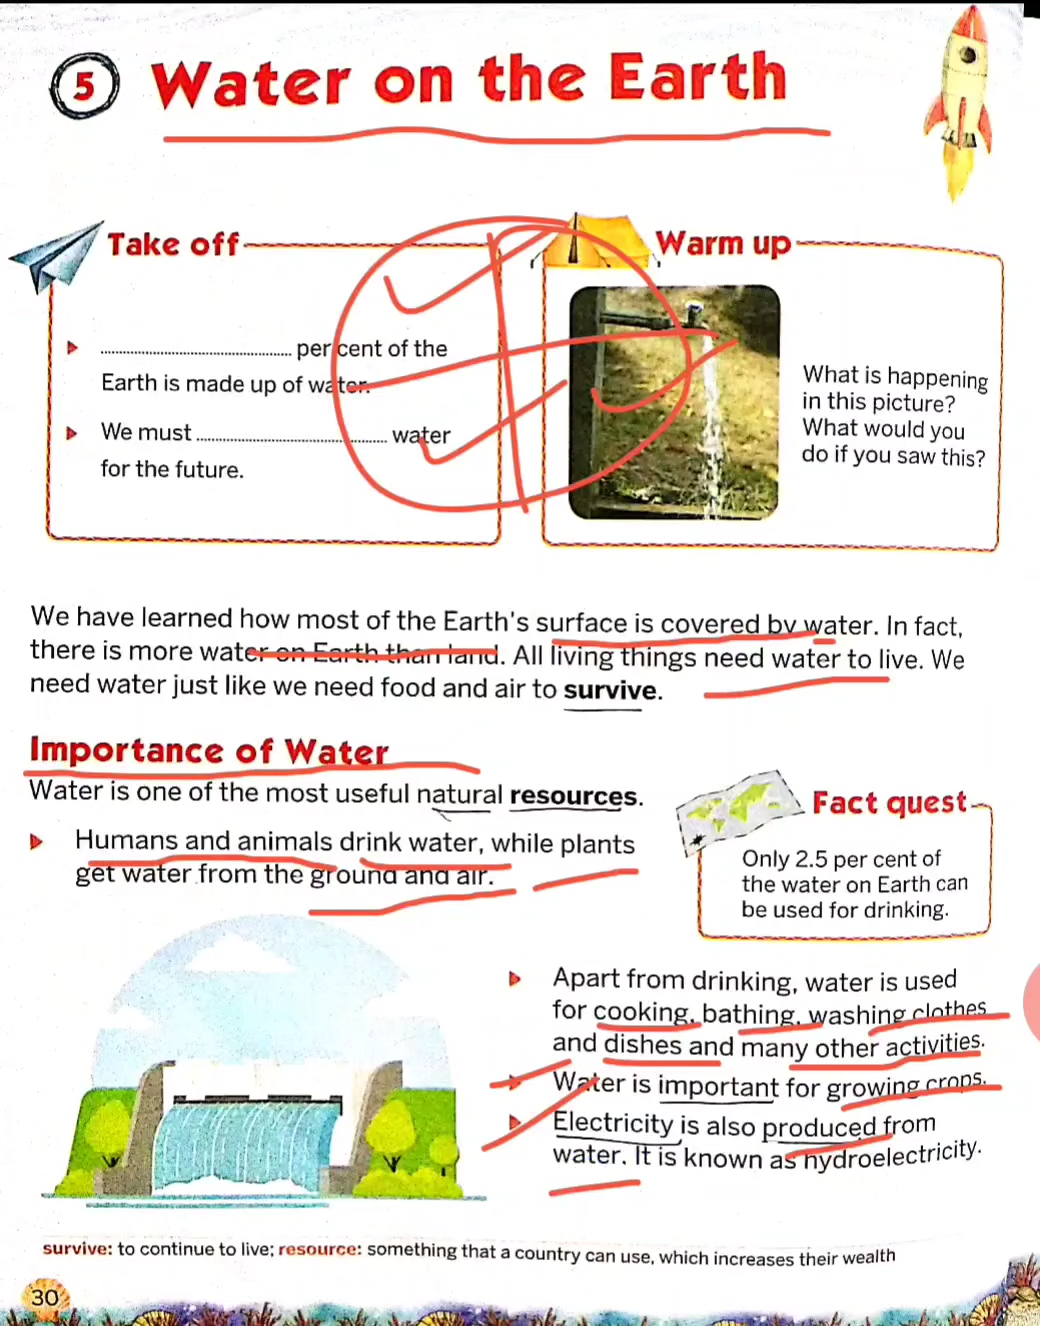 5 Water on the Earth
Take off
................................ per cent of the
Earth is made up of water.
We must ................................ water
for the future.
Warm up
What is happening
in this picture?
What would you
do if you saw this?
We have learned how most of the Earth's surface is covered by water. In fact,
there is more water on Earth than land. All living things need water to live. We
need water just like we need food and air to survive.
Importance of Water
Water is one of the most useful natural resources.
Humans and animals drink water, while plants
get water from the ground and air.
Fact quest
Only 2.5 per cent of
the water on Earth can
be used for drinking.
Apart from drinking, water is used
for cooking, bathing, washing clothes
and dishes and many other activities.
Water is important for growing crops.
Electricity is also produced from
water. It is known as hydroelectricity.
survive: to continue to live; resource: something that a country can use, which increases their wealth
30